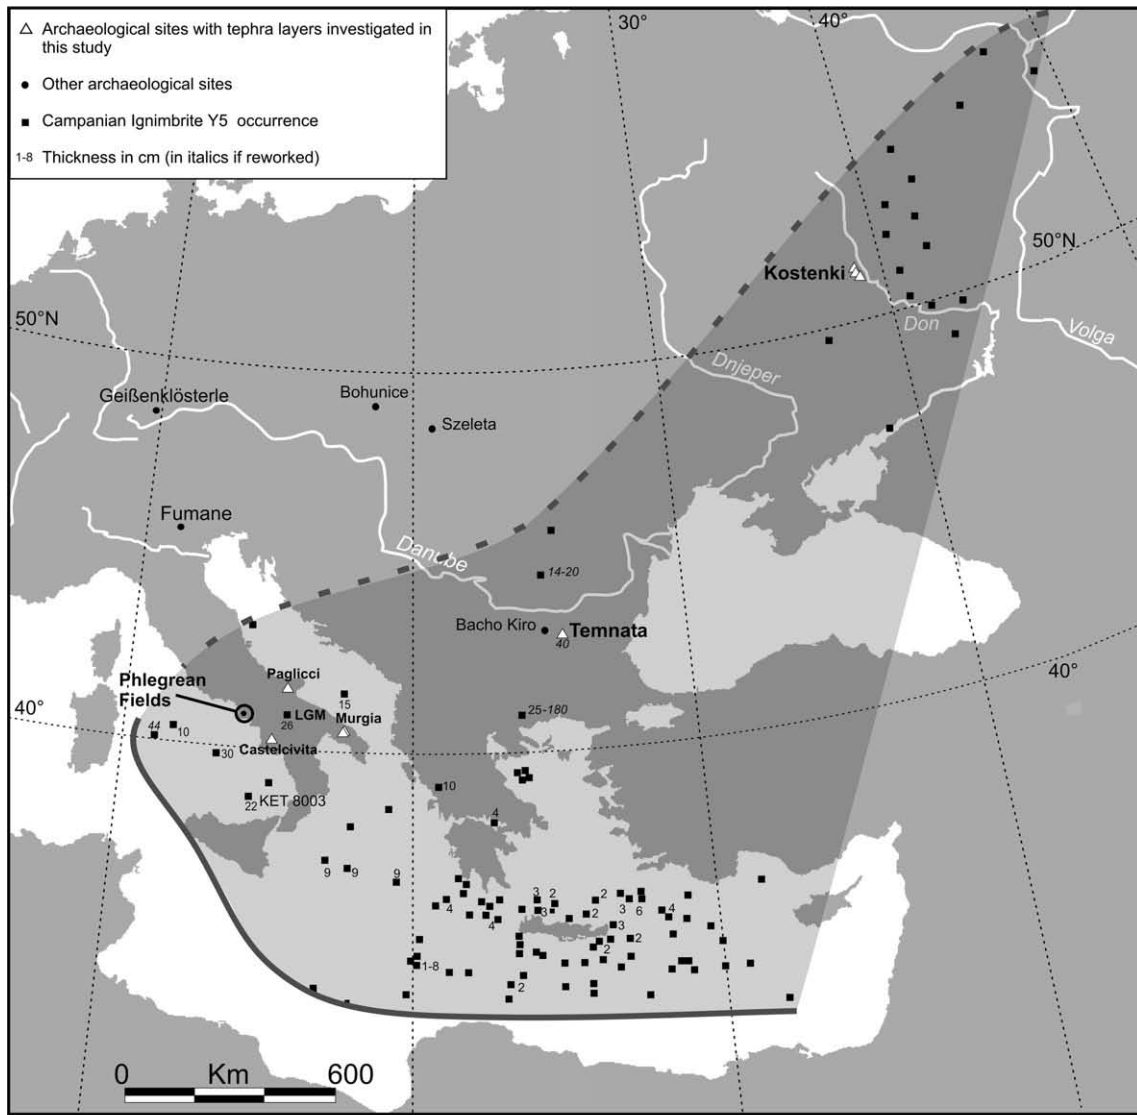 Archaeological sites with tephra layers investigated in
this study
Other archaeological sites
Campanian Ignimbrite Y5 occurrence
1-8 Thickness in cm (in italics if reworked)
30°
40°
50°N
Kostenki
Don
Volga
50°N
Dnjeper
Geißenklösterle
Bohunice
Szeleta
Fumane
Danube
14-20
Bacho Kiro
Temnata
40
40°
Paglicci
Phlegrean
Fields
15
LGM
26
Murgia
25-180
40°
44
10
Castelcivita
30
10
22
KET 8003
4
9
9
9
3
2
2
3
6
4
4
3
2
3
4
2
2
1-8
2
0 Km 600